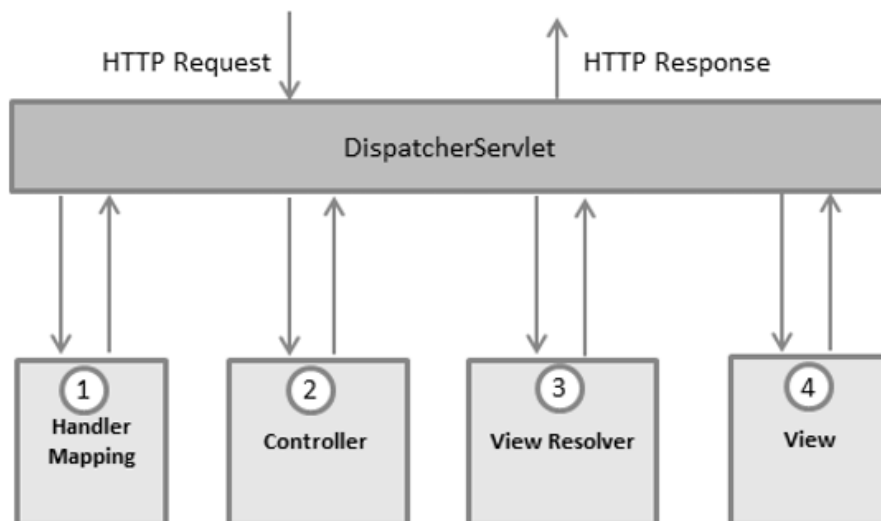 HTTP Request
HTTP Response
DispatcherServlet
1
Handler
Mapping
2
Controller
3
View Resolver
4
View